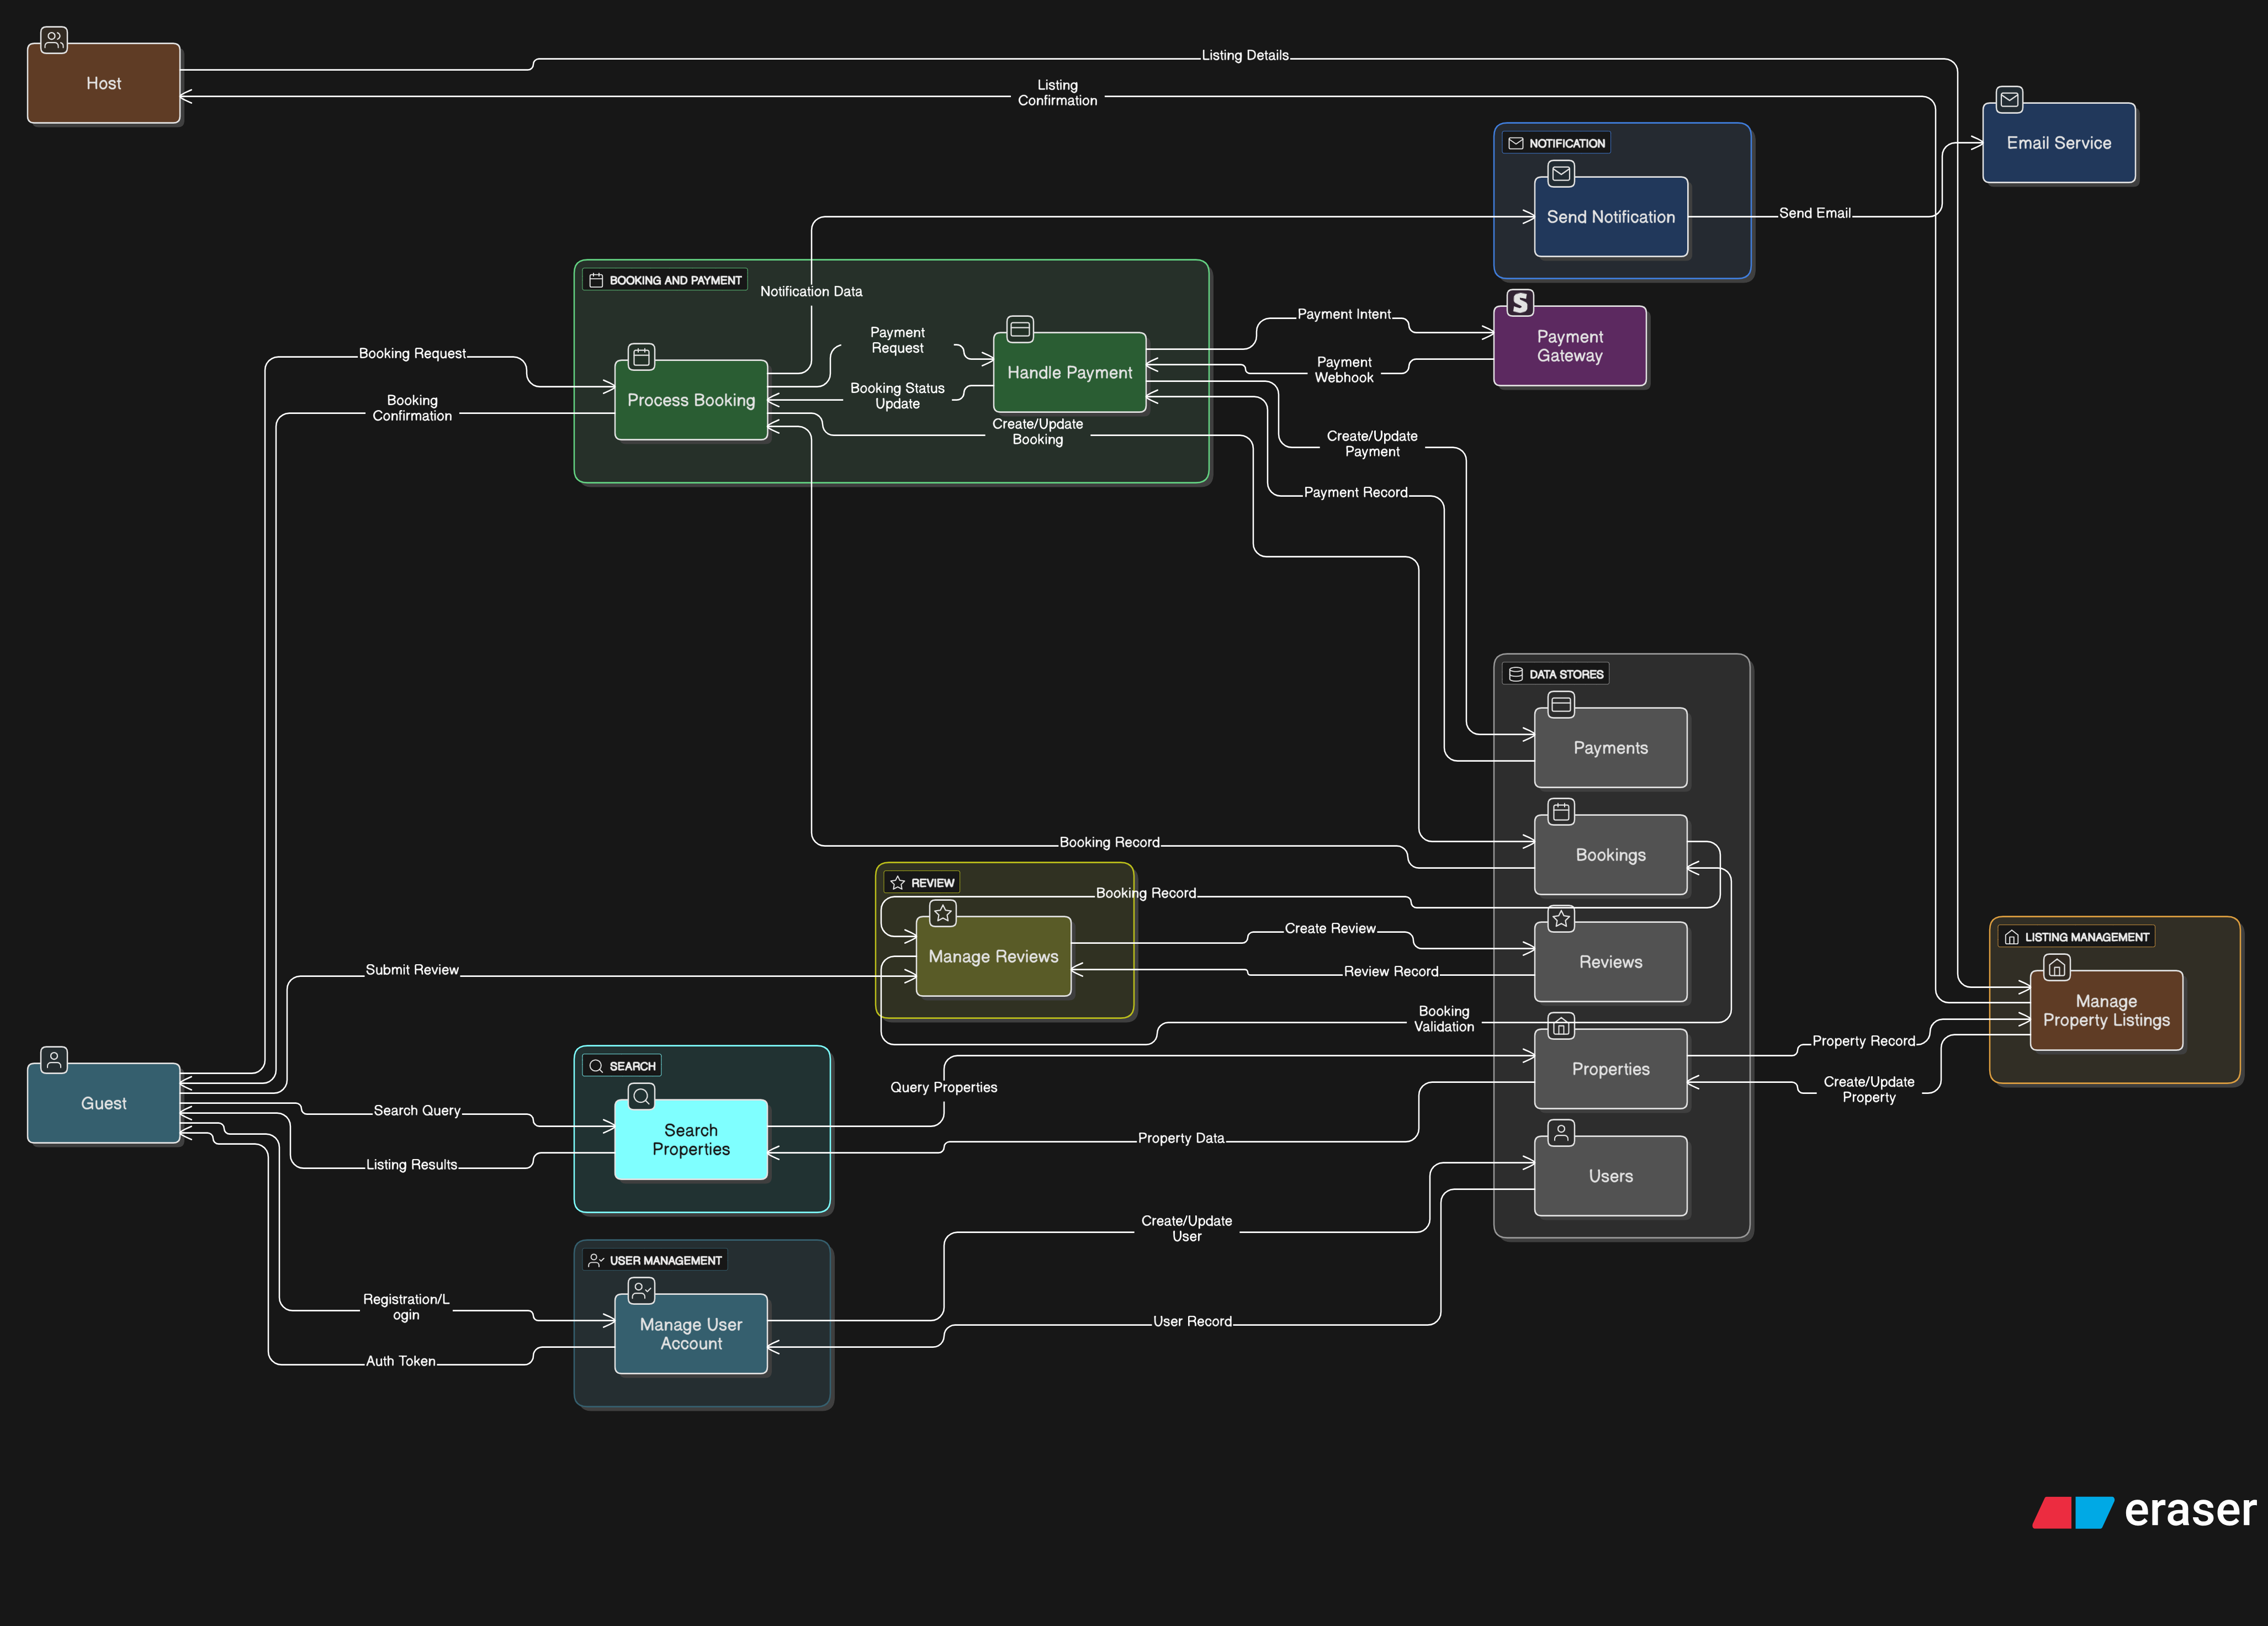 Host
Listing Details
Listing
Confirmation
Email Service
NOTIFICATION
Send Notification
Send Email
BOOKING AND PAYMENT
Notification Data
Payment
Request
Handle Payment
Payment Intent
Payment
Gateway
Payment
Webhook
Booking Request
Process Booking
Booking Status
Update
Booking
Confirmation
Create/Update
Booking
Create/Update
Payment
Payment Record
DATA STORES
Payments
Booking Record
Bookings
REVIEW
Booking Record
Create Review
Manage Reviews
Reviews
Submit Review
Review Record
LISTING MANAGEMENT
Manage
Property Listings
Booking
Validation
Property Record
SEARCH
Query Properties
Properties
Create/Update
Property
Guest
Search Query
Search
Properties
Property Data
Listing Results
Users
Create/Update
User
USER MANAGEMENT
Registration/L
ogin
Manage User
Account
User Record
Auth Token
eraser